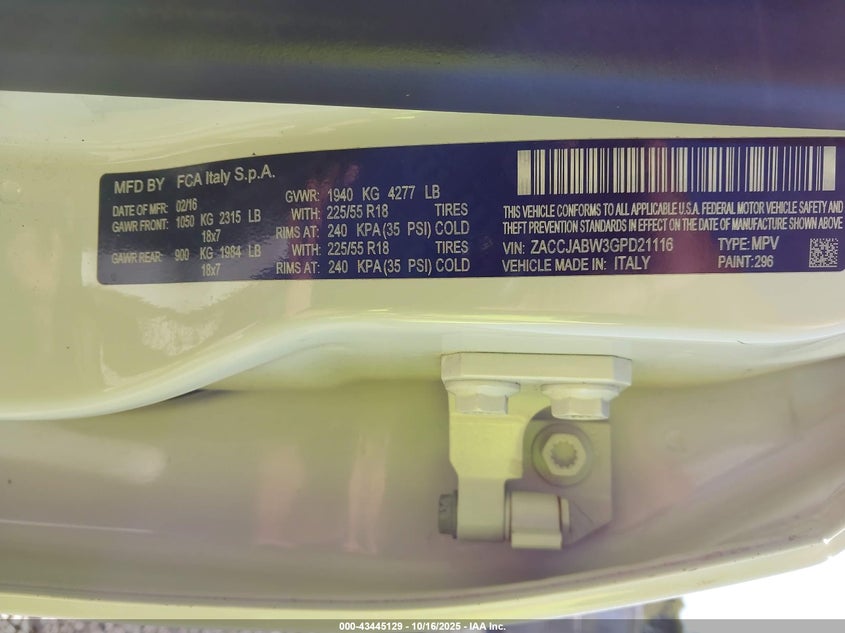 MFD BY FCA Italy S.p.A.
DATE OF MFR: 02/16
GAWR FRONT: 1050 KG 2315 LB
18x7
GAWR REAR: 900 KG 1984 LB
18x7
GVWR: 1940 KG 4277 LB
WITH: 225/55 R18 TIRES
RIMS AT: 240 KPA(35 PSI) COLD
WITH: 225/55 R18 TIRES
RIMS AT: 240 KPA(35 PSI) COLD
THIS VEHICLE CONFORMS TO ALL APPLICABLE U.S.A. FEDERAL MOTOR VEHICLE SAFETY AND
THEFT PREVENTION STANDARDS IN EFFECT ON THE DATE OF MANUFACTURE SHOWN ABOVE
VIN: ZACCJABW3GPD21116 TYPE: MPV
VEHICLE MADE IN: ITALY PAINT:296
000-43445129 - 10/16/2025 - IAA Inc.